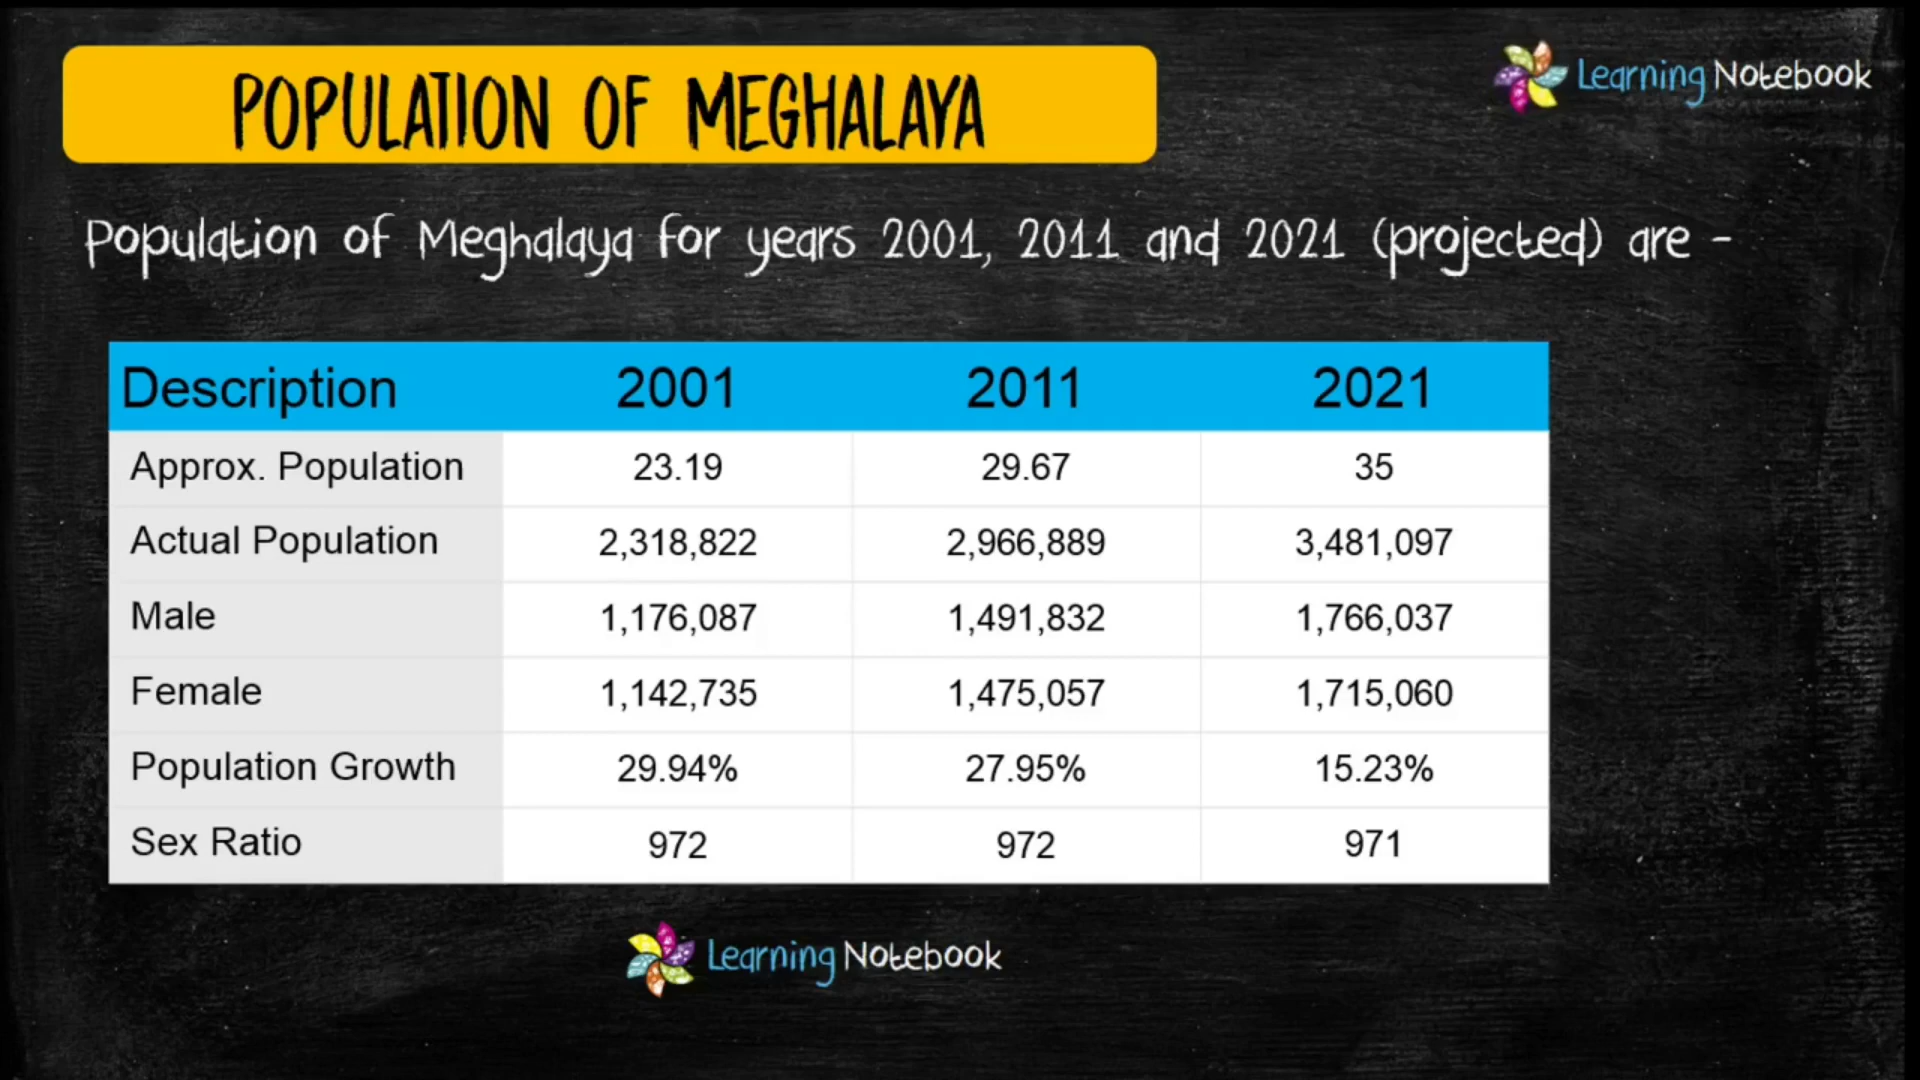 POPULATION OF MEGHALAYA
Learning Notebook
Population of Meghalaya for years 2001, 2011 and 2021 (projected) are -
Description 2001 2011 2021
Approx. Population 23.19 29.67 35
Actual Population 2,318,822 2,966,889 3,481,097
Male 1,176,087 1,491,832 1,766,037
Female 1,142,735 1,475,057 1,715,060
Population Growth 29.94% 27.95% 15.23%
Sex Ratio 972 972 971
Learning Notebook